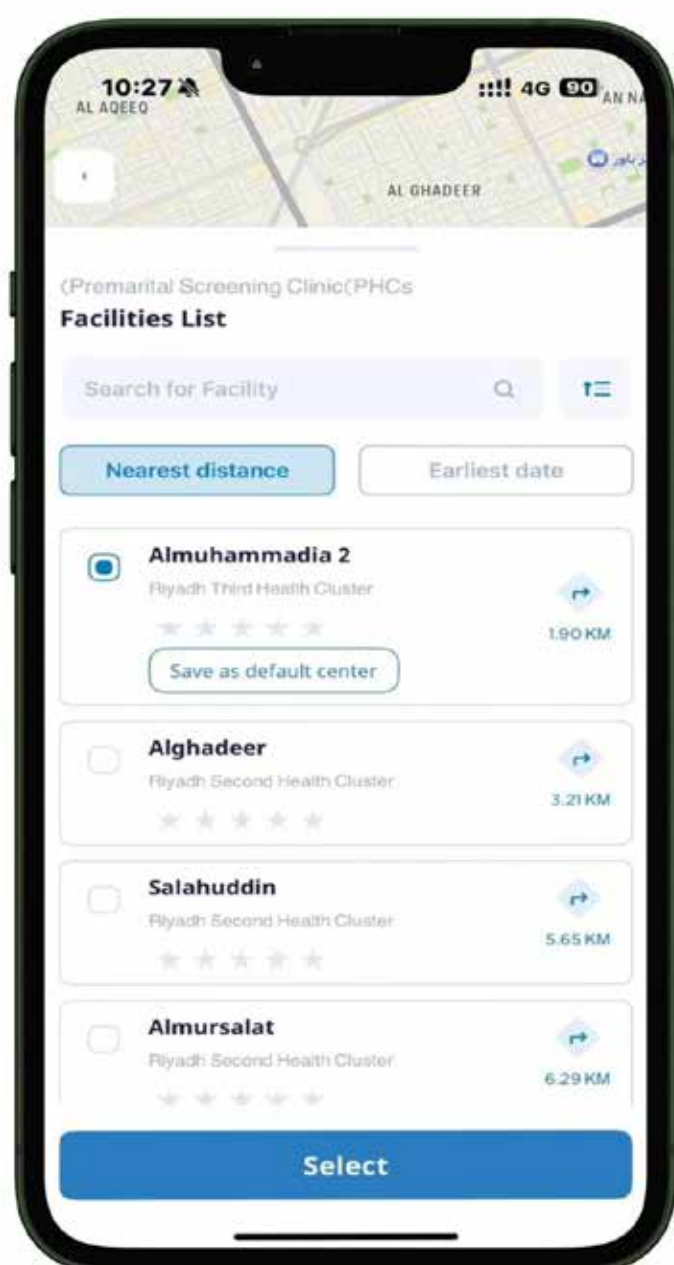 10:27
4G 90
AL AQEEQ
AN NA
AL GHADEER
(Premarital Screening Clinic(PHCs
Facilities List
Search for Facility
Nearest distance
Earliest date
Almuhammadia 2
Riyadh Third Health Cluster
1.90 KM
Save as default center
Alghadeer
Riyadh Second Health Cluster
3.21 KM
Salahuddin
Riyadh Second Health Cluster
5.65 KM
Almursalat
Riyadh Second Health Cluster
6.29 KM
Select